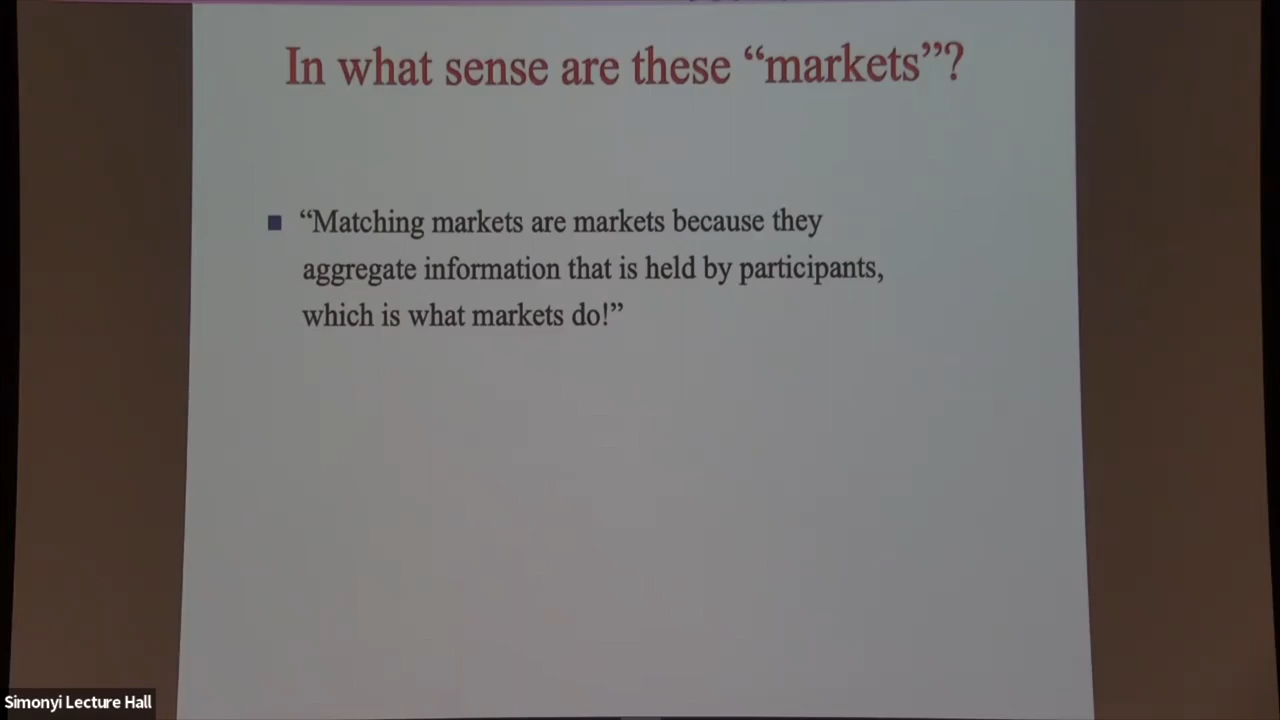 In what sense are these “markets”?
“Matching markets are markets because they
aggregate information that is held by participants,
which is what markets do!”
Simonyi Lecture Hall